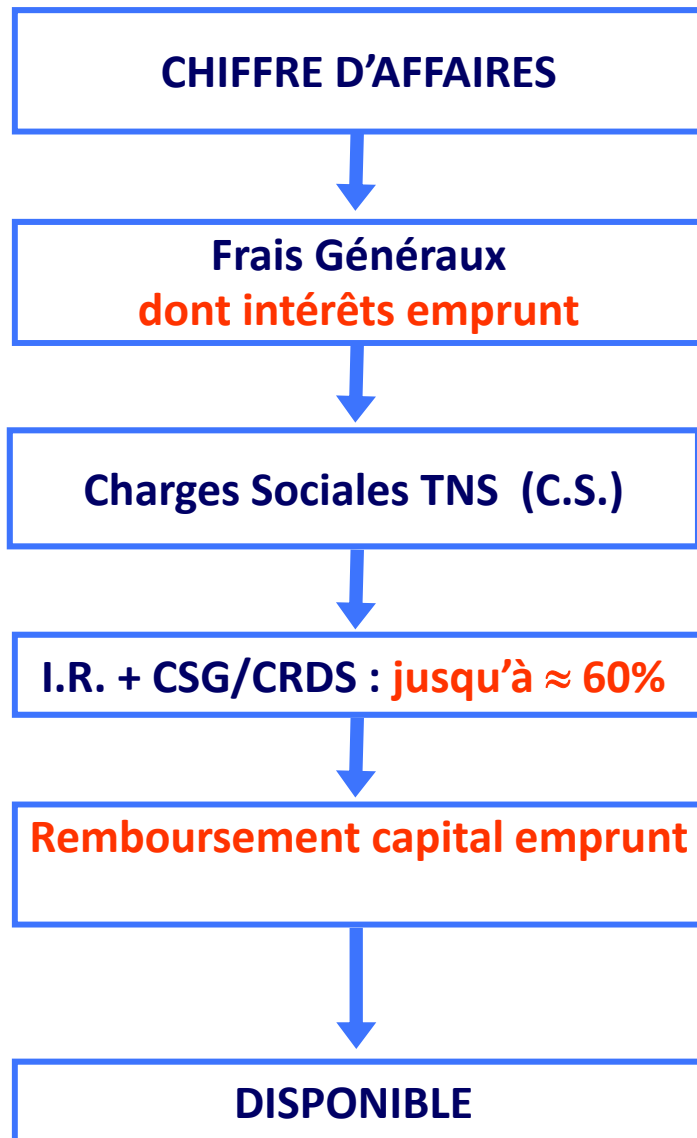 CHIFFRE D’AFFAIRES
Frais Généraux
dont intérêts emprunt
Charges Sociales TNS (C.S.)
I.R. + CSG/CRDS : jusqu’à ≈ 60%
Remboursement capital emprunt
DISPONIBLE